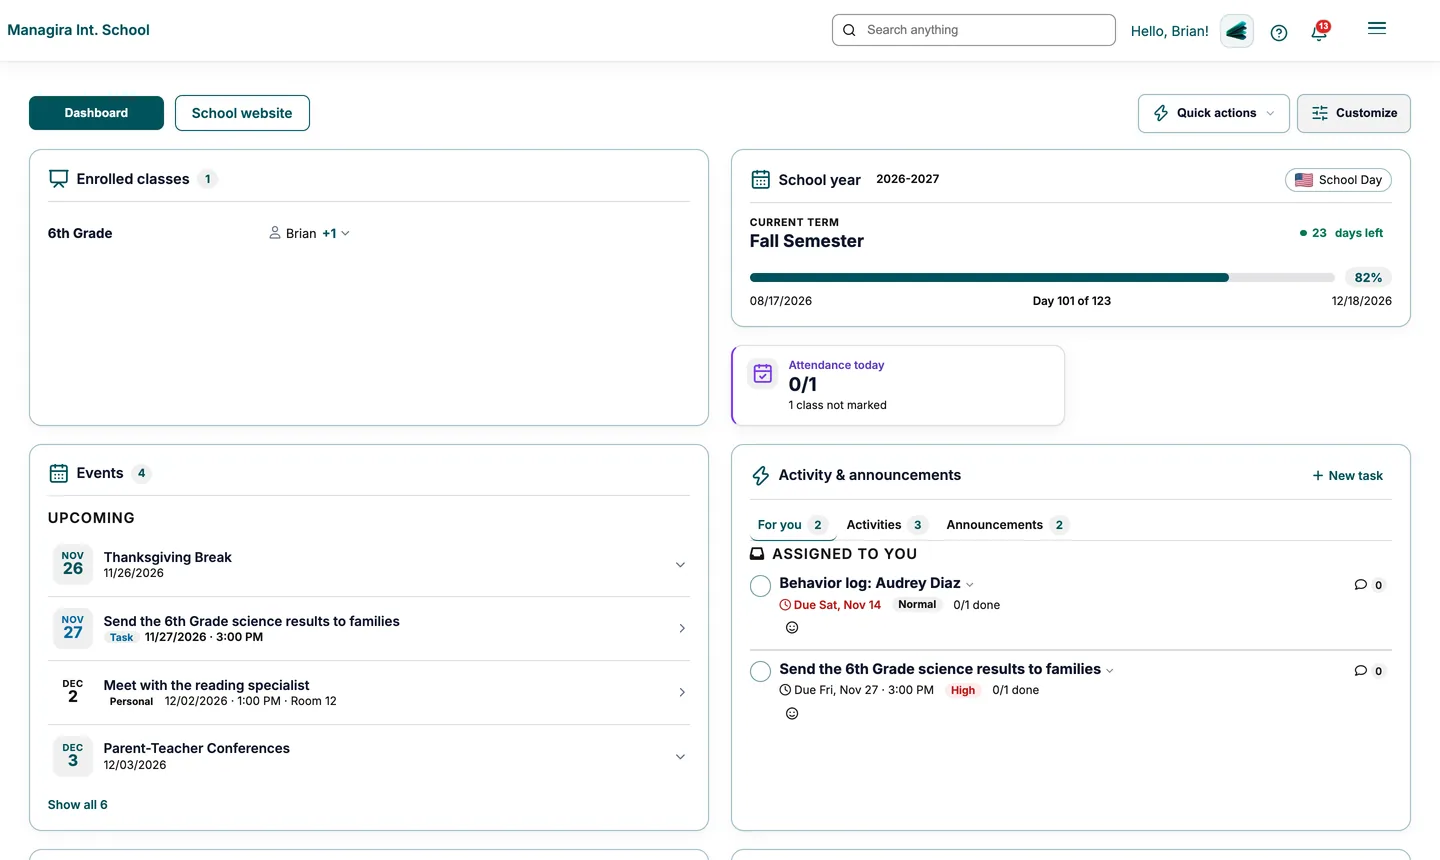 Managira Int. School
Search anything
Hello, Brian!
13
Dashboard
School website
Quick actions
Customize
Enrolled classes 1
6th Grade
Brian +1
School year 2026-2027
School Day
CURRENT TERM
Fall Semester
23 days left
82%
08/17/2026
Day 101 of 123
12/18/2026
Attendance today
0/1
1 class not marked
Events 4
UPCOMING
NOV
26
Thanksgiving Break
11/26/2026
NOV
27
Send the 6th Grade science results to families
Task 11/27/2026 · 3:00 PM
DEC
2
Meet with the reading specialist
Personal 12/02/2026 · 1:00 PM · Room 12
DEC
3
Parent-Teacher Conferences
12/03/2026
Show all 6
Activity & announcements
+ New task
For you 2
Activities 3
Announcements 2
ASSIGNED TO YOU
Behavior log: Audrey Diaz
0
Due Sat, Nov 14 Normal 0/1 done
Send the 6th Grade science results to families
0
Due Fri, Nov 27 · 3:00 PM High 0/1 done